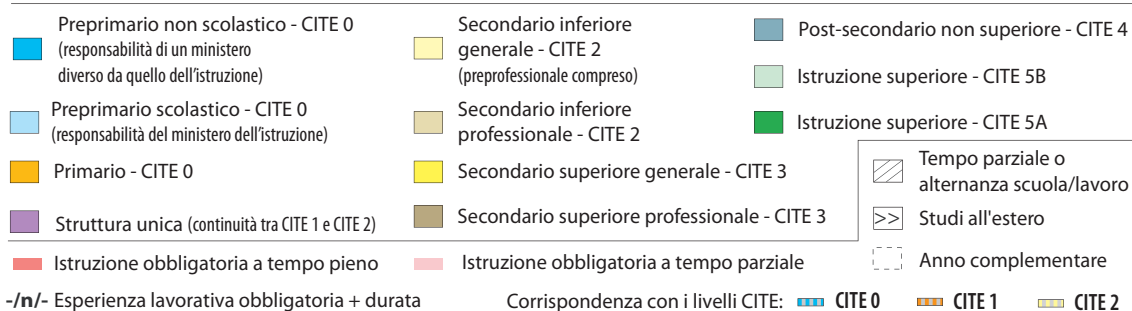 Preprimario non scolastico - CITE 0
(responsabilità di un ministero
diverso da quello dell'istruzione)
Preprimario scolastico - CITE 0
(responsabilità del ministero dell'istruzione)
Primario - CITE 0
Struttura unica (continuità tra CITE 1 e CITE 2)
Secondario inferiore
generale - CITE 2
(preprofessionale compreso)
Secondario inferiore
professionale - CITE 2
Secondario superiore generale - CITE 3
Secondario superiore professionale - CITE 3
Post-secondario non superiore - CITE 4
Istruzione superiore - CITE 5B
Istruzione superiore - CITE 5A
Tempo parziale o
alternanza scuola/lavoro
>> Studi all'estero
Anno complementare
Istruzione obbligatoria a tempo pieno
Istruzione obbligatoria a tempo parziale
-/n/- Esperienza lavorativa obbligatoria + durata
Corrispondenza con i livelli CITE: CITE 0 CITE 1 CITE 2